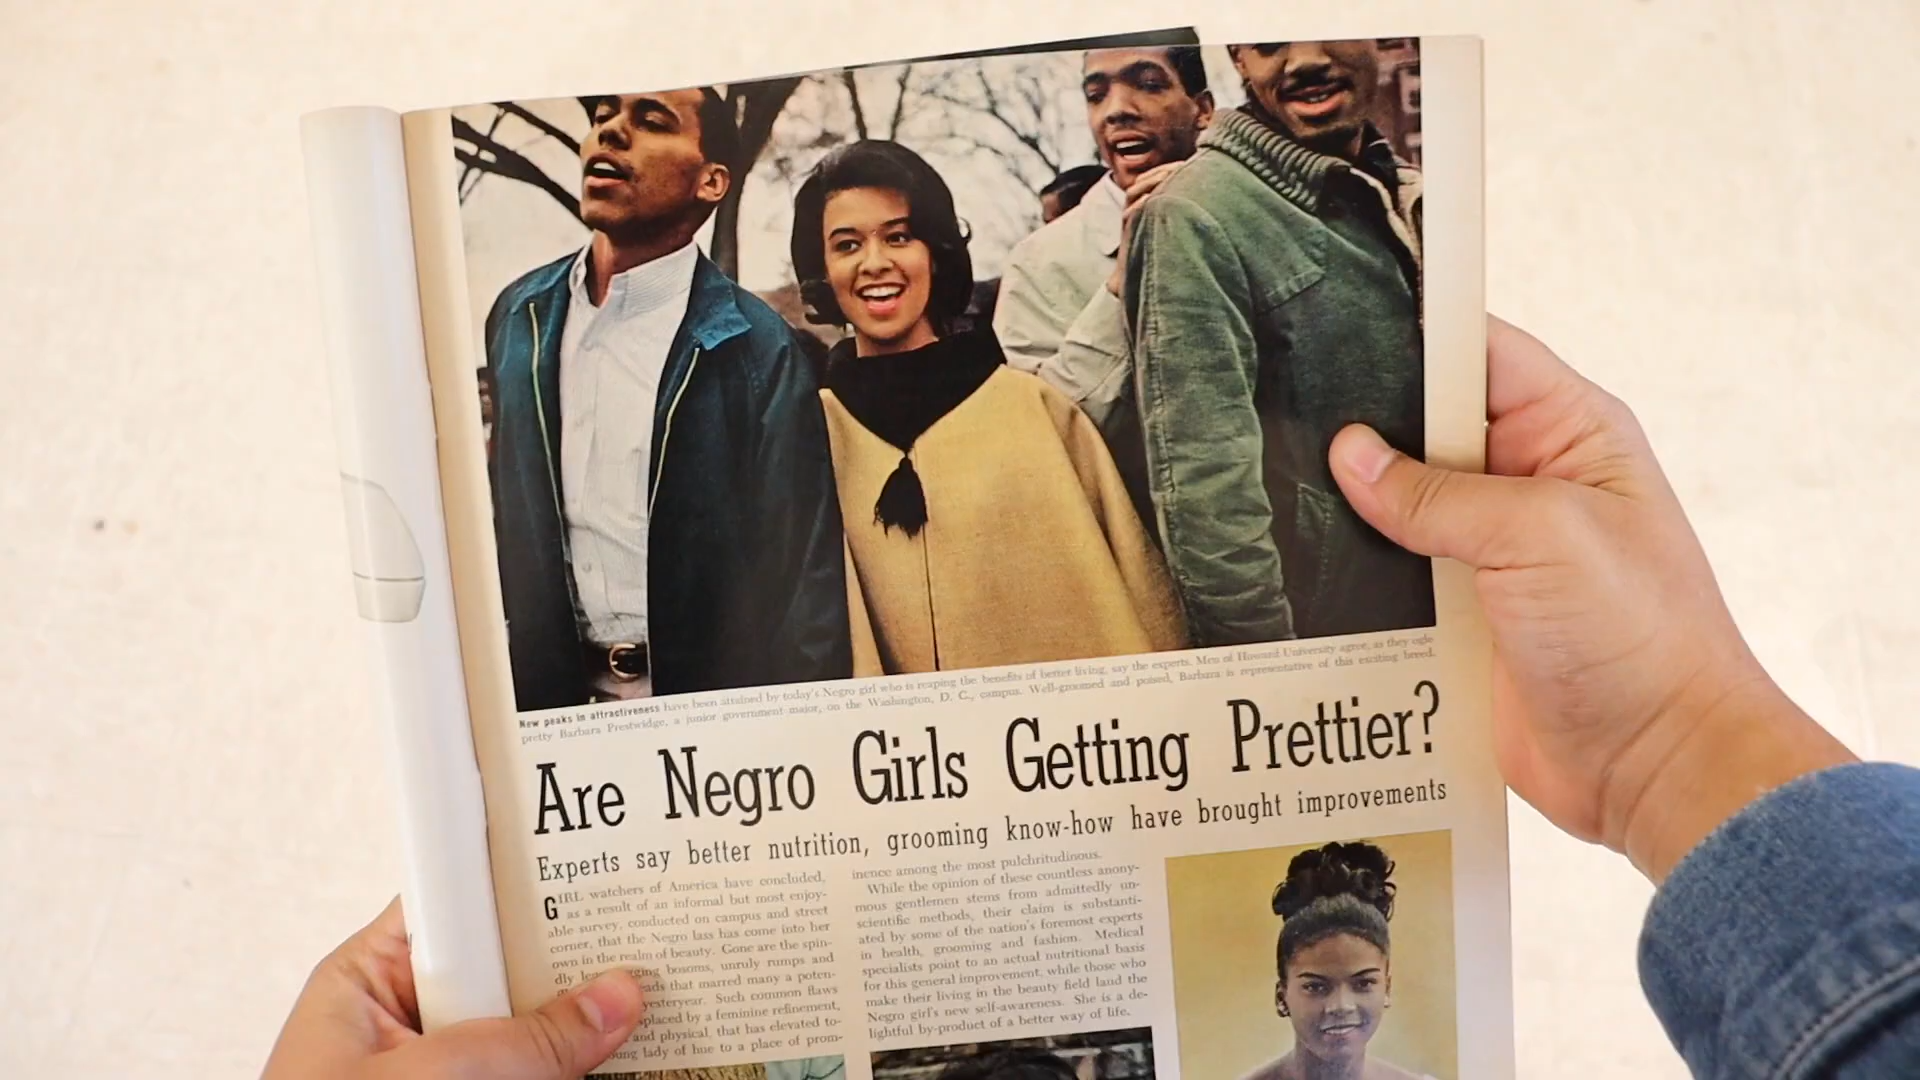 New peaks in attractiveness have been attained by today's Negro girl who is reaping the benefits of better living, say the experts. Men of Howard University agree, as they ogle
pretty Barbara Prestwidge, a junior government major, on the Washington, D. C., campus. Well-groomed and poised, Barbara is representative of this exciting breed.
Are Negro Girls Getting Prettier?
Experts say better nutrition, grooming know-how have brought improvements
GIRL watchers of America have concluded,
as a result of an informal but most enjoy-
able survey, conducted on campus and street
corner, that the Negro lass has come into her
own in the realm of beauty. Gone are the spin-
dly bosoms, unruly rumps and
that marred many a poten-
yesteryear. Such common flaws
by a feminine refinement,
and physical, that has elevated to-
lady of hue to a place of prom-
inence among the most pulchritudinous.
While the opinion of these countless anony-
mous gentlemen stems from admittedly un-
scientific methods, their claim is substanti-
ated by some of the nation's foremost experts
in health, grooming and fashion. Medical
specialists point to an actual nutritional basis
for this general improvement, while those who
make their living in the beauty field laud the
Negro girl's new self-awareness. She is a de-
lightful by-product of a better way of life.